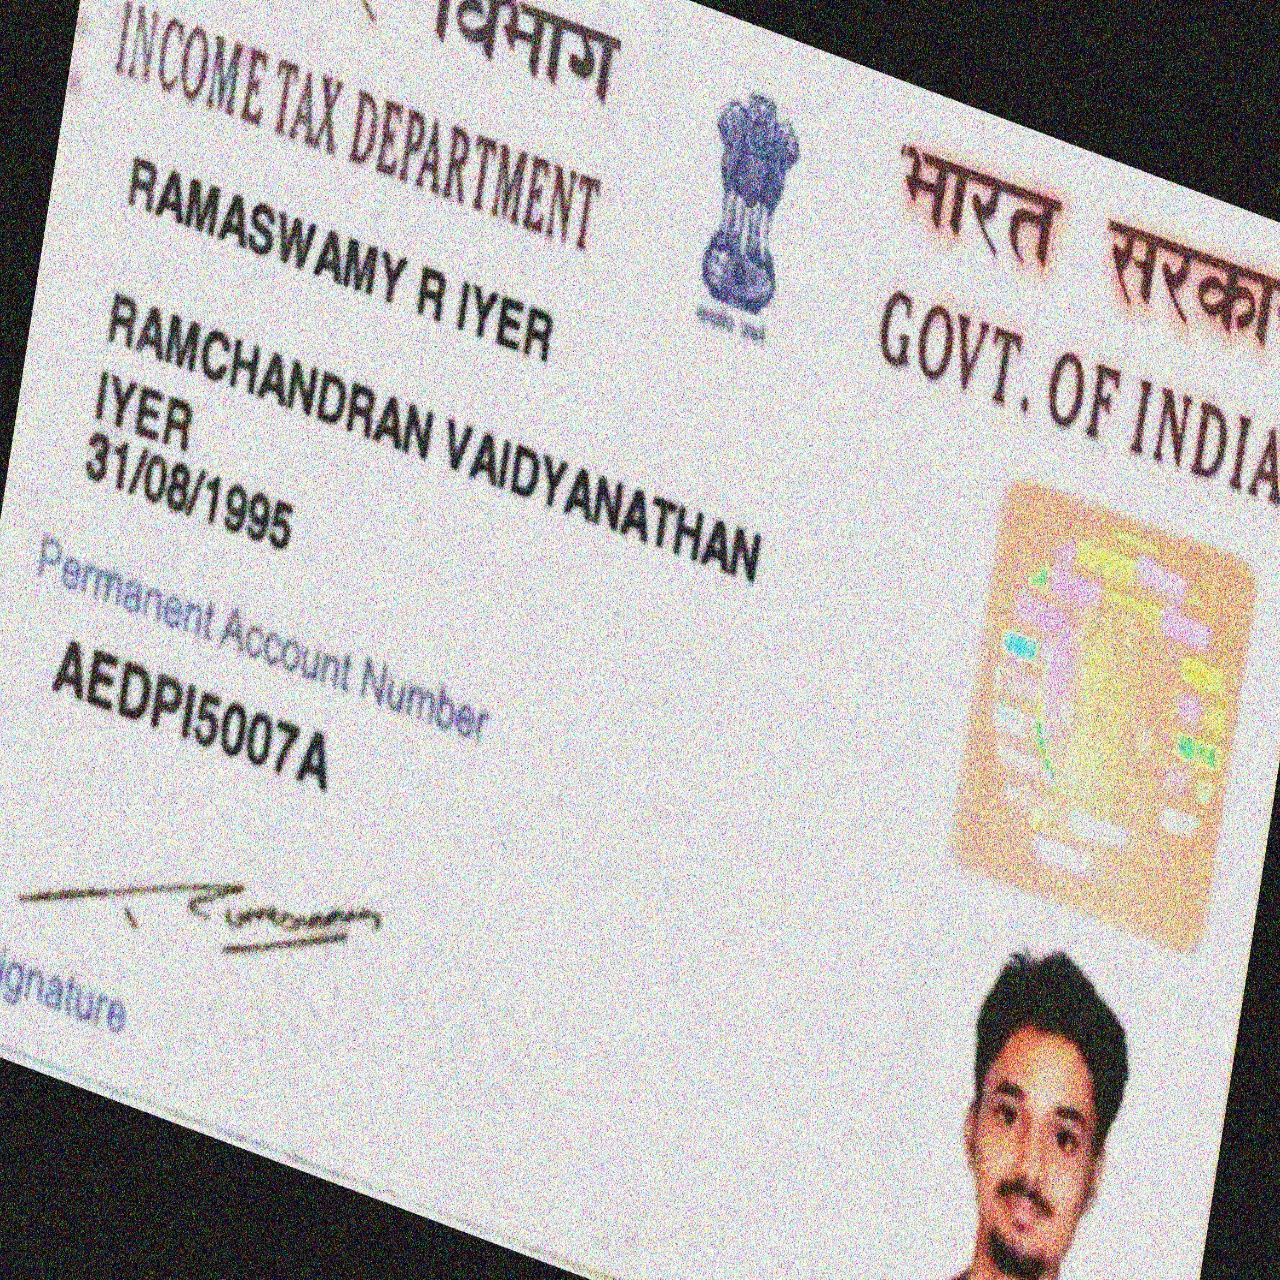 विभाग
INCOME TAX DEPARTMENT
भारत सरका
GOVT. OF INDIA
RAMASWAMY R IYER
RAMCHANDRAN VAIDYANATHAN
IYER
31/08/1995
Permanent Account Number
AEDPI5007A
ignature